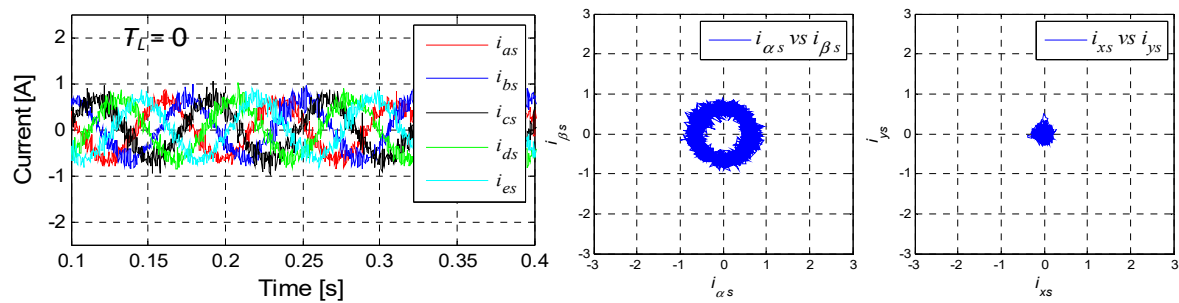 T_L = 0
i_as
i_bs
i_cs
i_ds
i_es
2
1
0
-1
-2
Current [A]
0.1 0.15 0.2 0.25 0.3 0.35 0.4
Time [s]
i_αs vs i_βs
3
2
1
0
1
2
3
i_βs
-3 -2 -1 0 1 2 3
i_αs
i_xs vs i_ys
3
2
1
0
1
2
3
i_ys
-3 -2 -1 0 1 2 3
i_xs